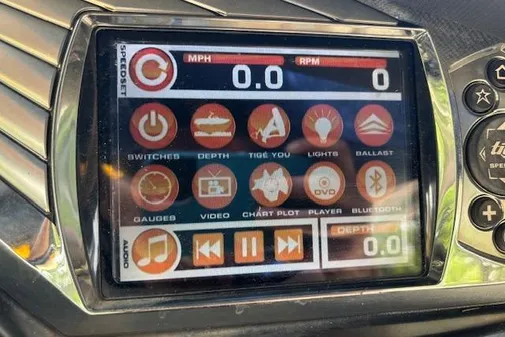 SPEEDSET
MPH
0.0
RPM
0
SWITCHES
DEPTH
TIGÉ YOU
LIGHTS
BALLAST
GAUGES
VIDEO
CHART PLOT
DVD
PLAYER
BLUETOOTH
AUDIO
DEPTH
0.0